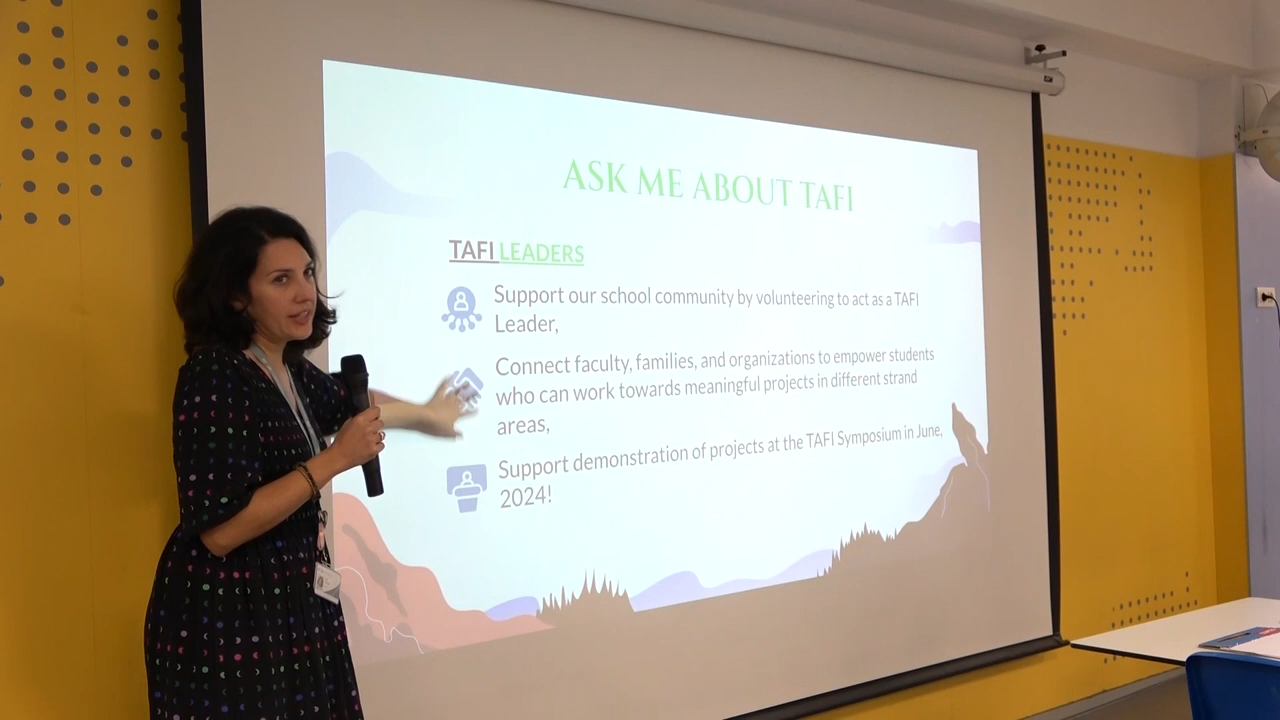 ASK ME ABOUT TAFI
TAFI LEADERS
Support our school community by volunteering to act as a TAFI
Leader,
Connect faculty, families, and organizations to empower students
who can work towards meaningful projects in different strand
areas,
Support demonstration of projects at the TAFI Symposium in June,
2024!